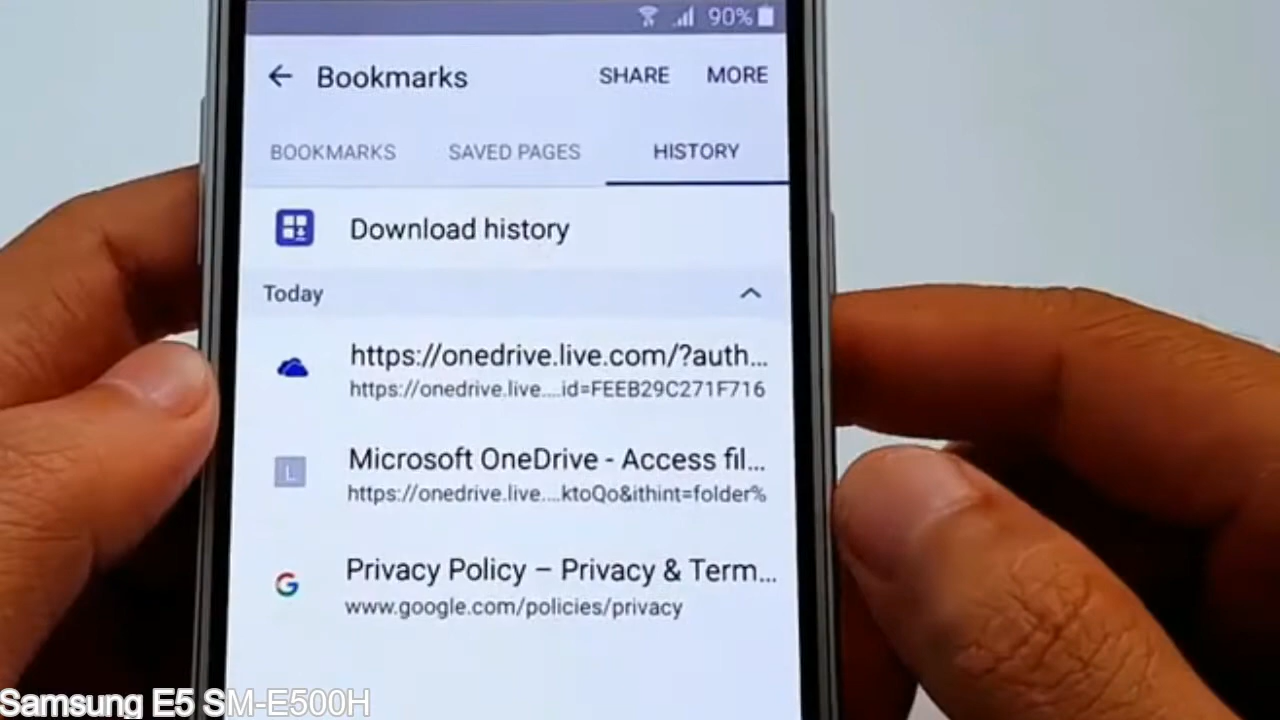 90%
Bookmarks SHARE MORE
BOOKMARKS SAVED PAGES HISTORY
Download history
Today
https://onedrive.live.com/?auth...
https://onedrive.live....id=FEEB29C271F716
L
Microsoft OneDrive - Access fil...
https://onedrive.live....ktoQo&ithint=folder%
G
Privacy Policy – Privacy & Term...
www.google.com/policies/privacy
Samsung E5 SM-E500H